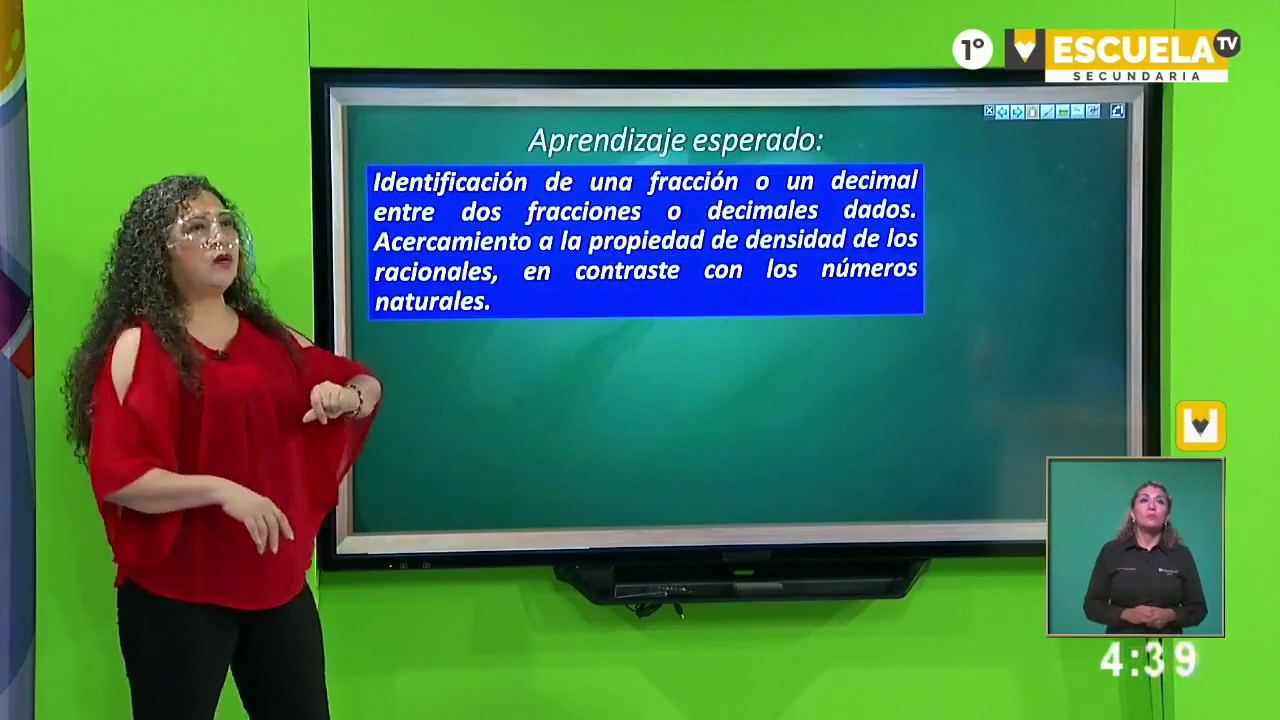 1º
ESCUELA TV
SECUNDARIA
Aprendizaje esperado:
Identificación de una fracción o un decimal
entre dos fracciones o decimales dados.
Acercamiento a la propiedad de densidad de los
racionales, en contraste con los números
naturales.
4:39